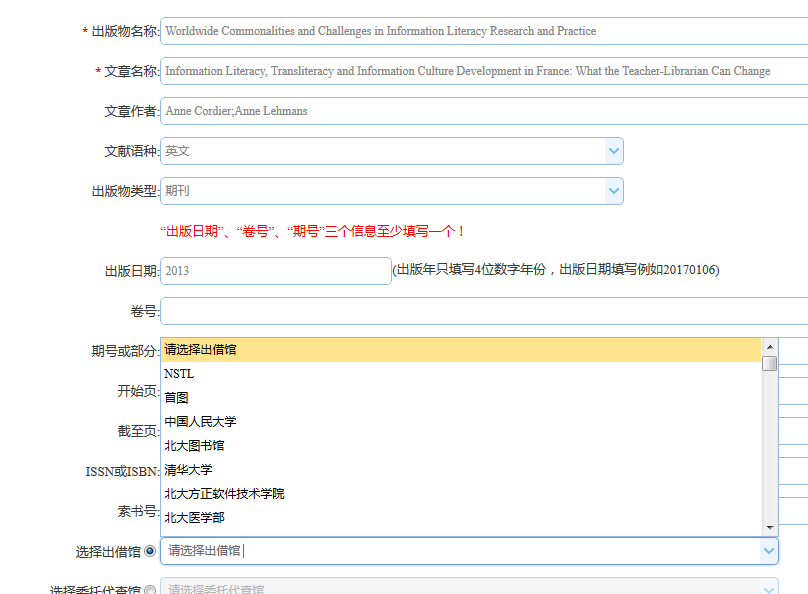 * 出版物名称: Worldwide Commonalities and Challenges in Information Literacy Research and Practice
* 文章名称: Information Literacy, Transliteracy and Information Culture Development in France: What the Teacher-Librarian Can Change
文章作者: Anne Cordier;Anne Lehmans
文献语种: 英文
出版物类型: 期刊
“出版日期”、“卷号”、“期号”三个信息至少填写一个！
出版日期: 2013 (出版年只填写4位数字年份，出版日期填写例如20170106)
卷号:
期号或部分: 请选择出借馆
NSTL
开始页: 首图
中国人民大学
截至页: 北大图书馆
ISSN或ISBN: 清华大学
北大方正软件技术学院
索书号: 北大医学部
选择出借馆 请选择出借馆
选择委托代查馆 请选择委托代查馆